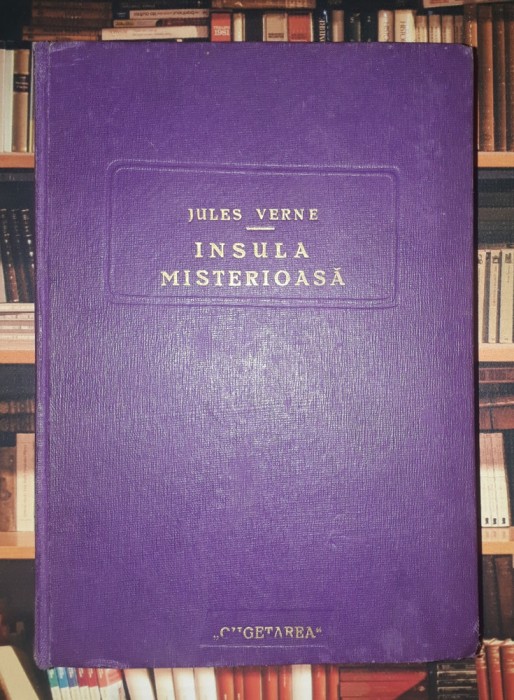 JULES VERNE
INSULA
MISTERIOASĂ
„CUGETAREA“